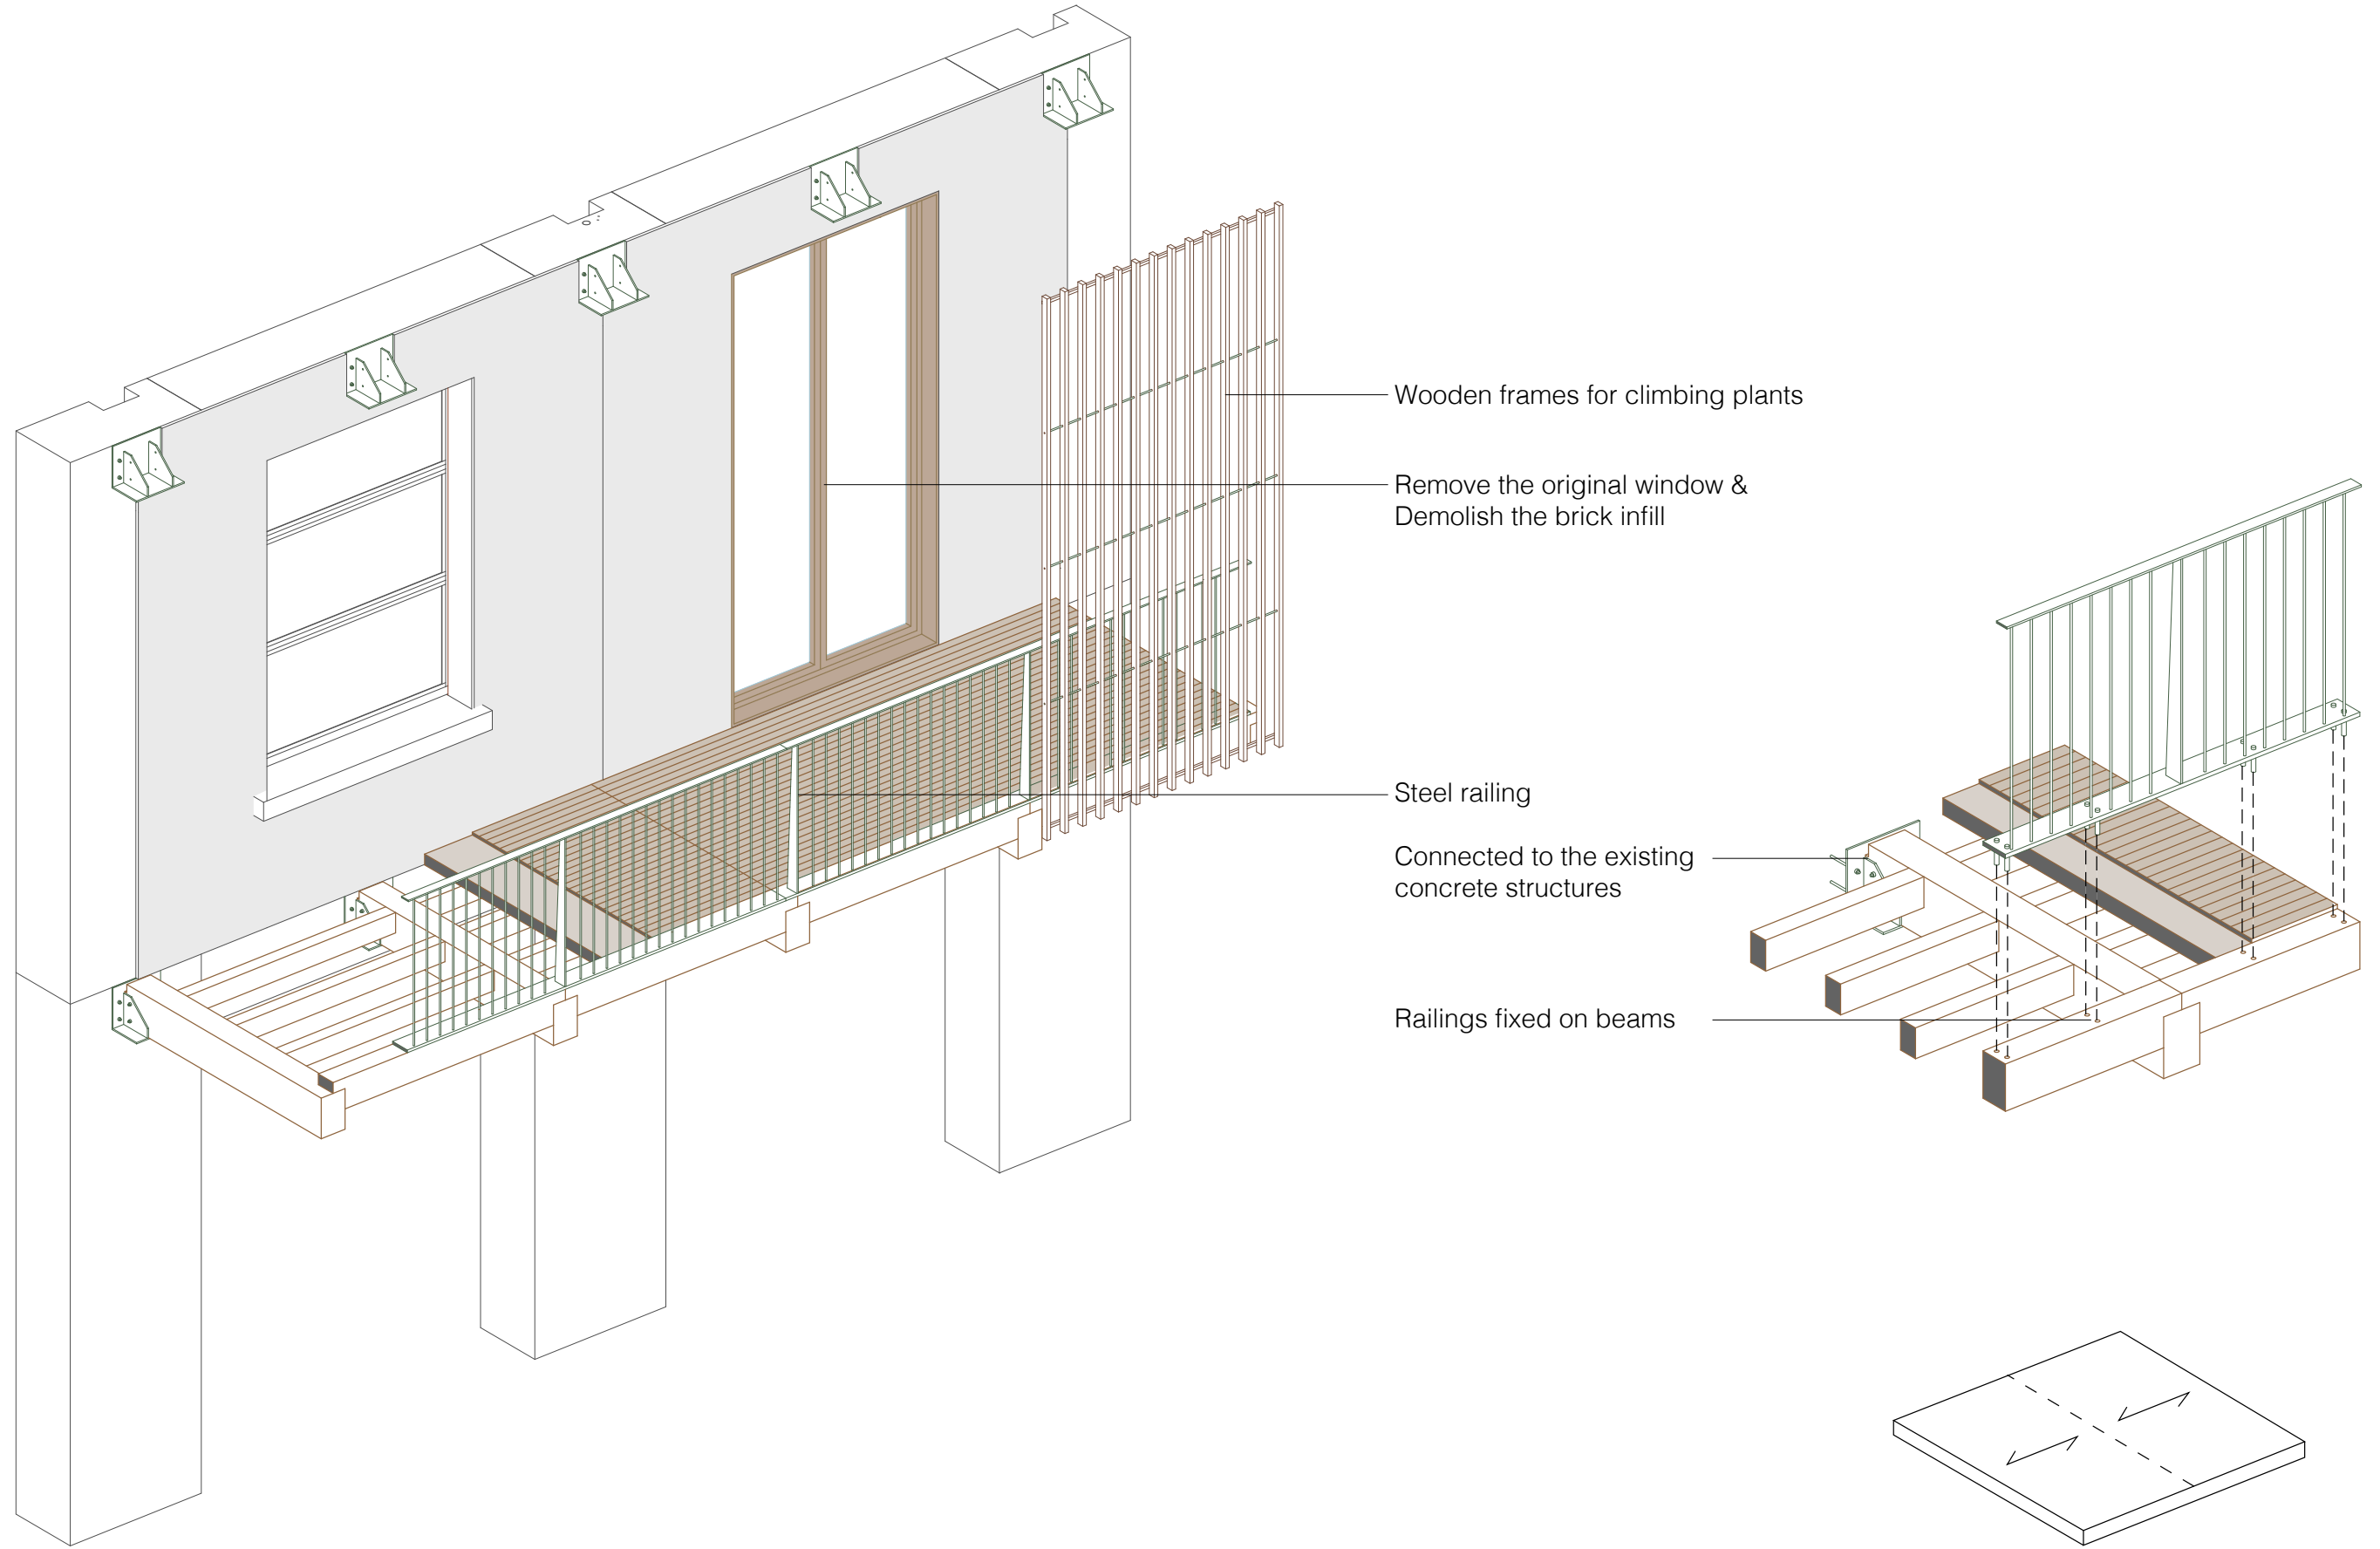 Wooden frames for climbing plants
Remove the original window &
Demolish the brick infill
Steel railing
Connected to the existing
concrete structures
Railings fixed on beams